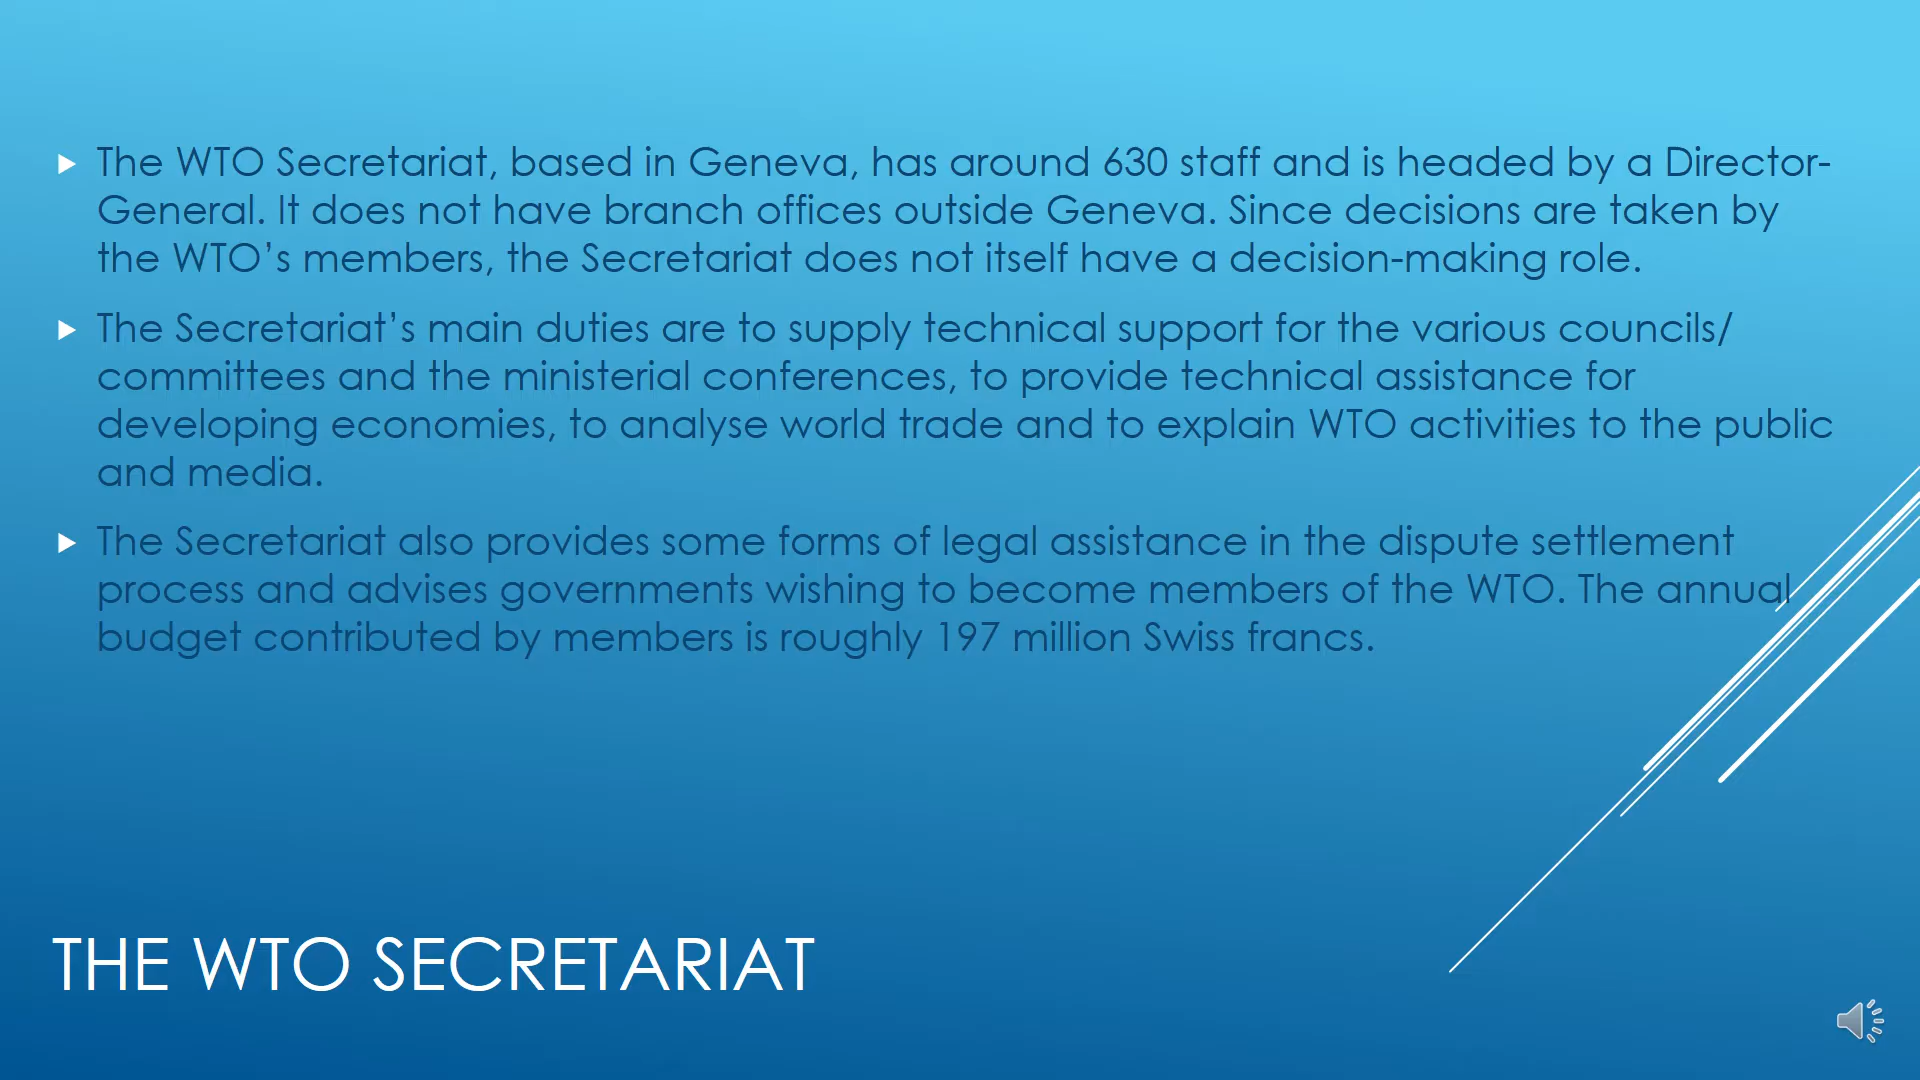 The WTO Secretariat, based in Geneva, has around 630 staff and is headed by a Director-
General. It does not have branch offices outside Geneva. Since decisions are taken by
the WTO’s members, the Secretariat does not itself have a decision-making role.
The Secretariat’s main duties are to supply technical support for the various councils/
committees and the ministerial conferences, to provide technical assistance for
developing economies, to analyse world trade and to explain WTO activities to the public
and media.
The Secretariat also provides some forms of legal assistance in the dispute settlement
process and advises governments wishing to become members of the WTO. The annual
budget contributed by members is roughly 197 million Swiss francs.
THE WTO SECRETARIAT